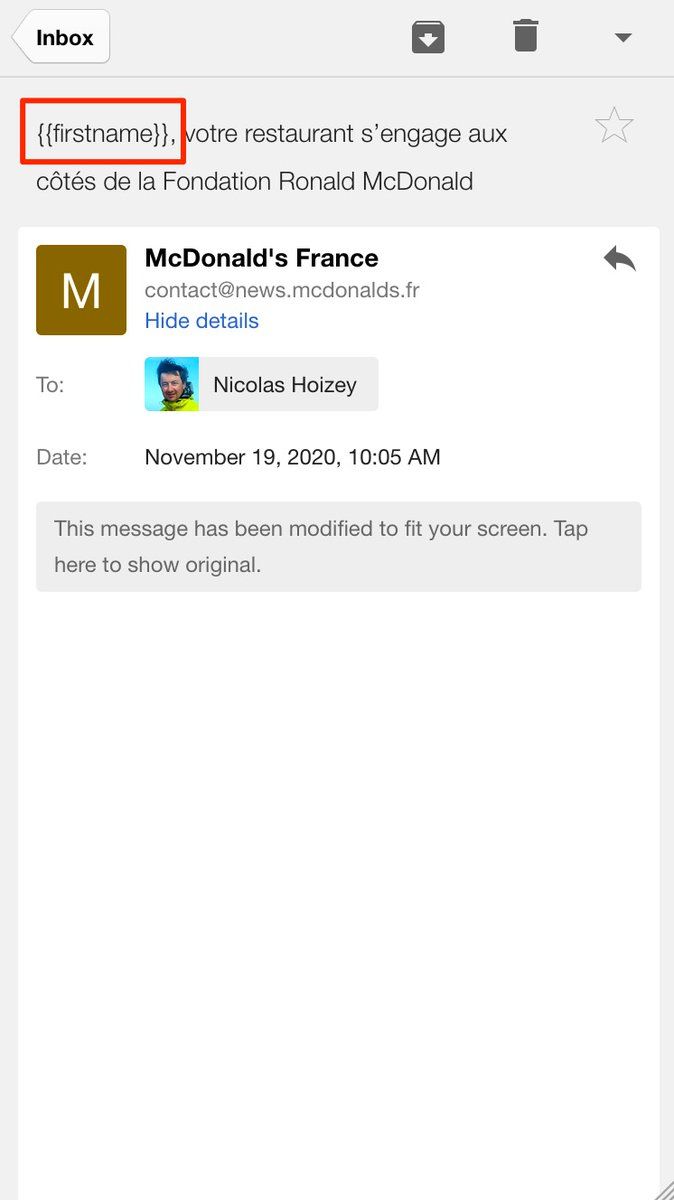 Inbox
{{firstname}}, votre restaurant s’engage aux
côtés de la Fondation Ronald McDonald
M
McDonald's France
contact@news.mcdonalds.fr
Hide details
To: Nicolas Hoizey
Date: November 19, 2020, 10:05 AM
This message has been modified to fit your screen. Tap
here to show original.